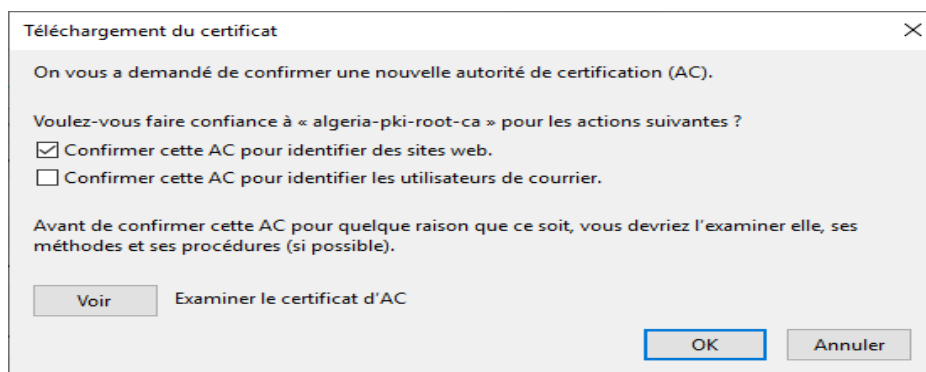 Téléchargement du certificat
On vous a demandé de confirmer une nouvelle autorité de certification (AC).
Voulez-vous faire confiance à « algeria-pki-root-ca » pour les actions suivantes ?
Confirmer cette AC pour identifier des sites web.
Confirmer cette AC pour identifier les utilisateurs de courrier.
Avant de confirmer cette AC pour quelque raison que ce soit, vous devriez l’examiner elle, ses
méthodes et ses procédures (si possible).
Voir Examiner le certificat d’AC
OK Annuler